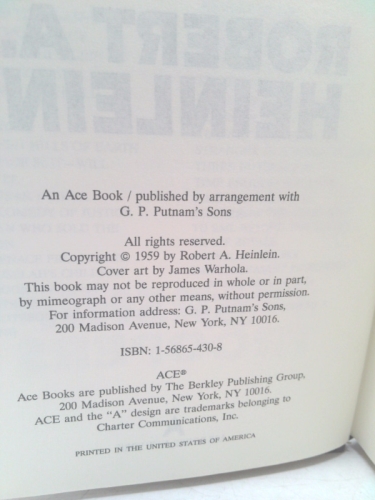 ROBERT A.
HEINLEIN
An Ace Book / published by arrangement with
G. P. Putnam's Sons
All rights reserved.
Copyright © 1959 by Robert A. Heinlein.
Cover art by James Warhola.
This book may not be reproduced in whole or in part,
by mimeograph or any other means, without permission.
For information address: G. P. Putnam's Sons,
200 Madison Avenue, New York, NY 10016.
ISBN: 1-56865-430-8
ACE®
Ace Books are published by The Berkley Publishing Group,
200 Madison Avenue, New York, NY 10016.
ACE and the "A" design are trademarks belonging to
Charter Communications, Inc.
PRINTED IN THE UNITED STATES OF AMERICA